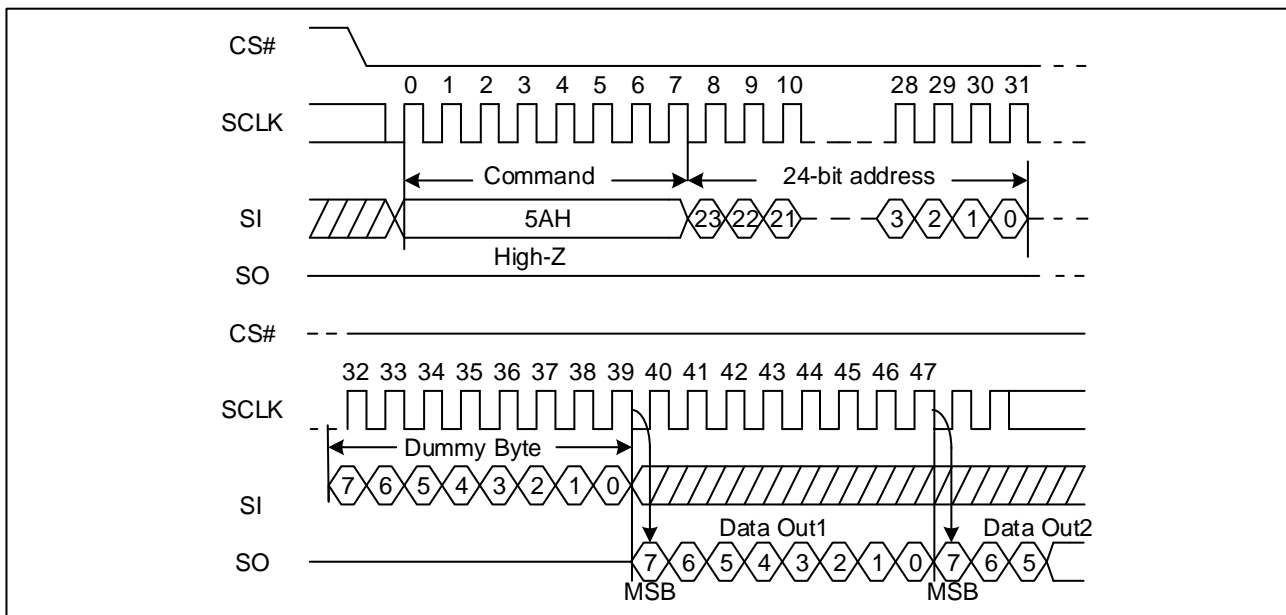 CS#
0 1 2 3 4 5 6 7 8 9 10 28 29 30 31
SCLK
Command 24-bit address
SI 5AH 23 22 21 3 2 1 0
High-Z
SO
CS#
32 33 34 35 36 37 38 39 40 41 42 43 44 45 46 47
SCLK
Dummy Byte
SI 7 6 5 4 3 2 1 0
Data Out1 Data Out2
SO 7 6 5 4 3 2 1 0 7 6 5
MSB MSB